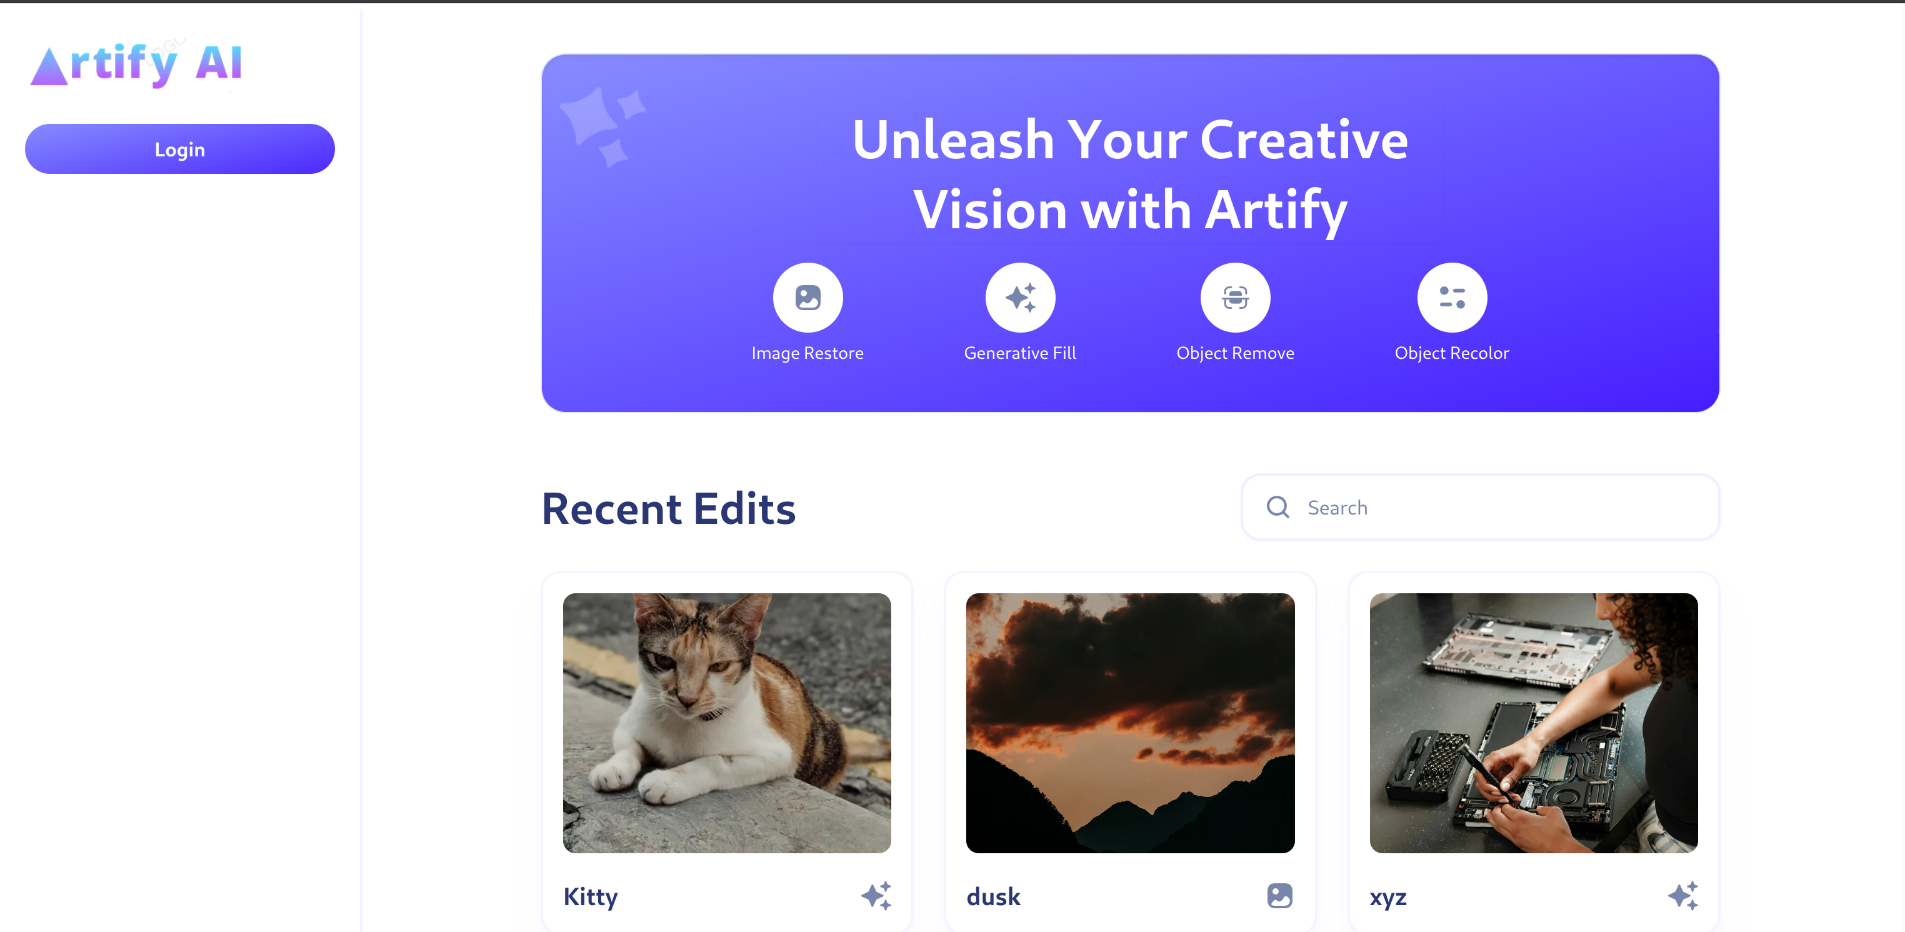 Artify AI
Login
Unleash Your Creative
Vision with Artify
Image Restore
Generative Fill
Object Remove
Object Recolor
Recent Edits
Search
Kitty
dusk
xyz